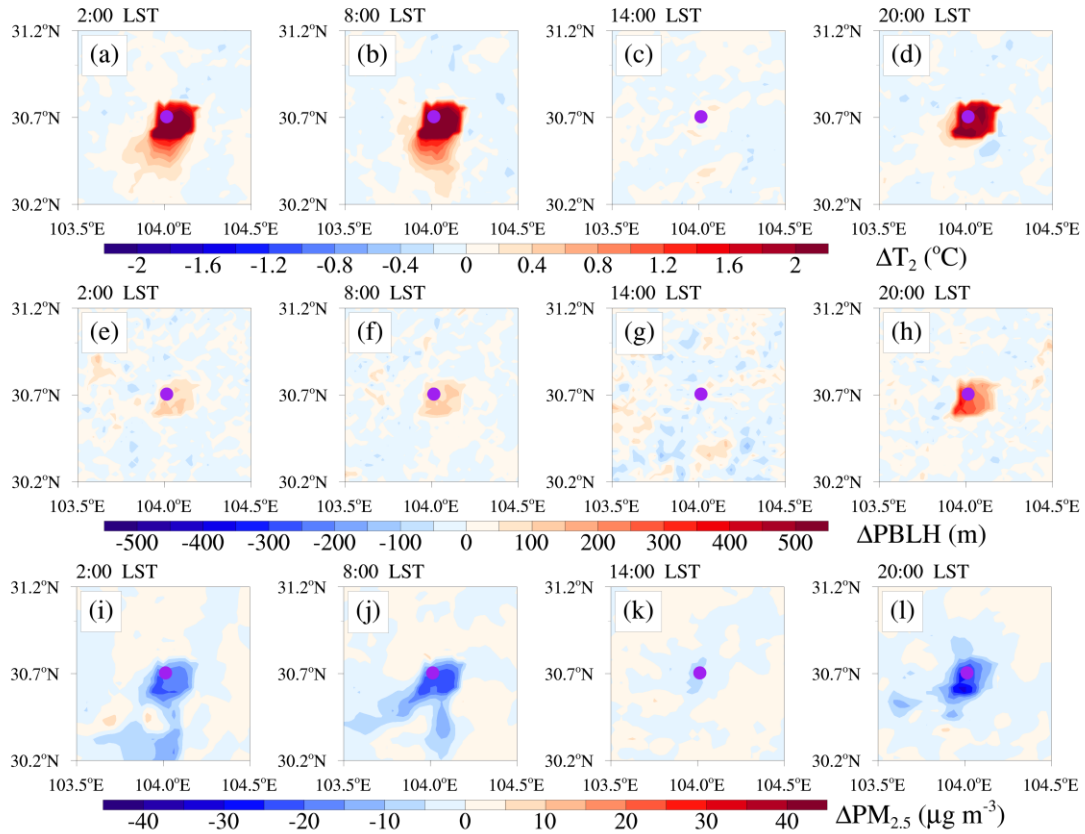 2:00 LST 8:00 LST 14:00 LST 20:00 LST
31.2°N 31.2°N 31.2°N 31.2°N
(a) (b) (c) (d)
30.7°N 30.7°N 30.7°N 30.7°N
30.2°N 30.2°N 30.2°N 30.2°N
103.5°E 104.0°E 104.5°E 103.5°E 104.0°E 104.5°E 103.5°E 104.0°E 104.5°E 103.5°E 104.0°E 104.5°E
-2 -1.6 -1.2 -0.8 -0.4 0 0.4 0.8 1.2 1.6 2 ΔT₂ (°C)
2:00 LST 8:00 LST 14:00 LST 20:00 LST
31.2°N 31.2°N 31.2°N 31.2°N
(e) (f) (g) (h)
30.7°N 30.7°N 30.7°N 30.7°N
30.2°N 30.2°N 30.2°N 30.2°N
103.5°E 104.0°E 104.5°E 103.5°E 104.0°E 104.5°E 103.5°E 104.0°E 104.5°E 103.5°E 104.0°E 104.5°E
-500 -400 -300 -200 -100 0 100 200 300 400 500 ΔPBLH (m)
2:00 LST 8:00 LST 14:00 LST 20:00 LST
31.2°N 31.2°N 31.2°N 31.2°N
(i) (j) (k) (l)
30.7°N 30.7°N 30.7°N 30.7°N
30.2°N 30.2°N 30.2°N 30.2°N
103.5°E 104.0°E 104.5°E 103.5°E 104.0°E 104.5°E 103.5°E 104.0°E 104.5°E 103.5°E 104.0°E 104.5°E
-40 -30 -20 -10 0 10 20 30 40 ΔPM₂.₅ (μg m⁻³)